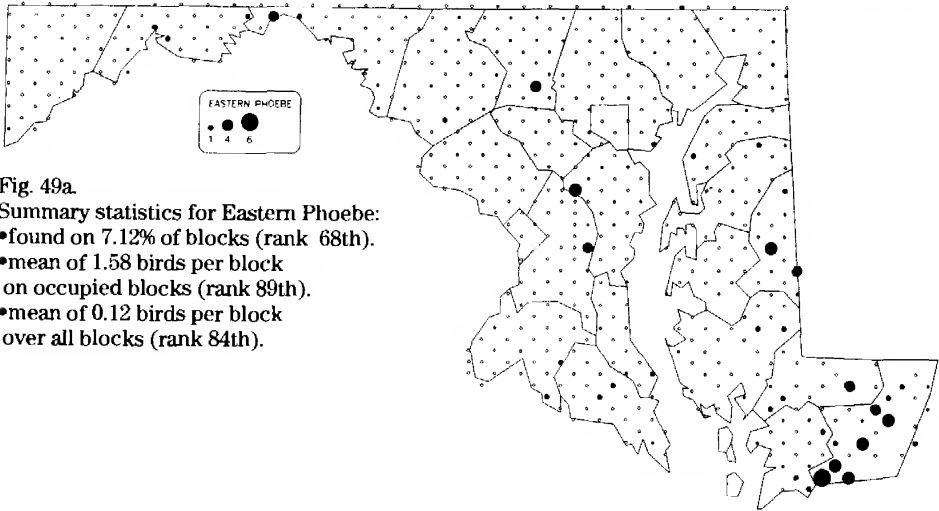 EASTERN PHOEBE
1 4 6
Fig. 49a.
Summary statistics for Eastern Phoebe:
•found on 7.12% of blocks (rank 68th).
•mean of 1.58 birds per block
on occupied blocks (rank 89th).
•mean of 0.12 birds per block
over all blocks (rank 84th).